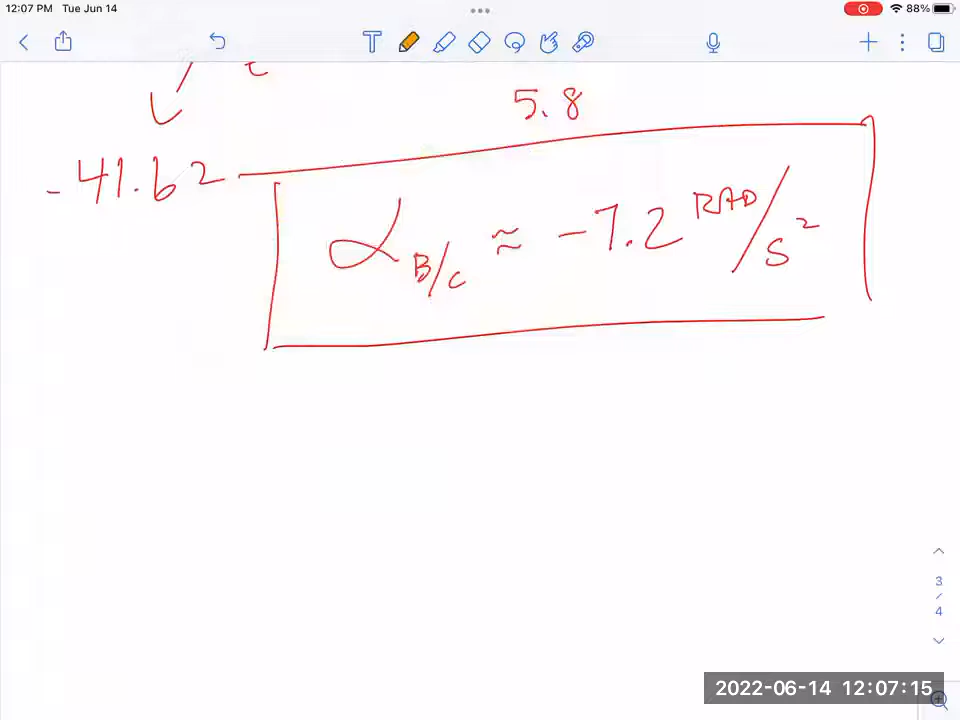 12:07 PM Tue Jun 14
88%
T
5.8
-41.62
α B/C ≈ -7.2 RAD/S²
3
/
4
2022-06-14 12:07:15